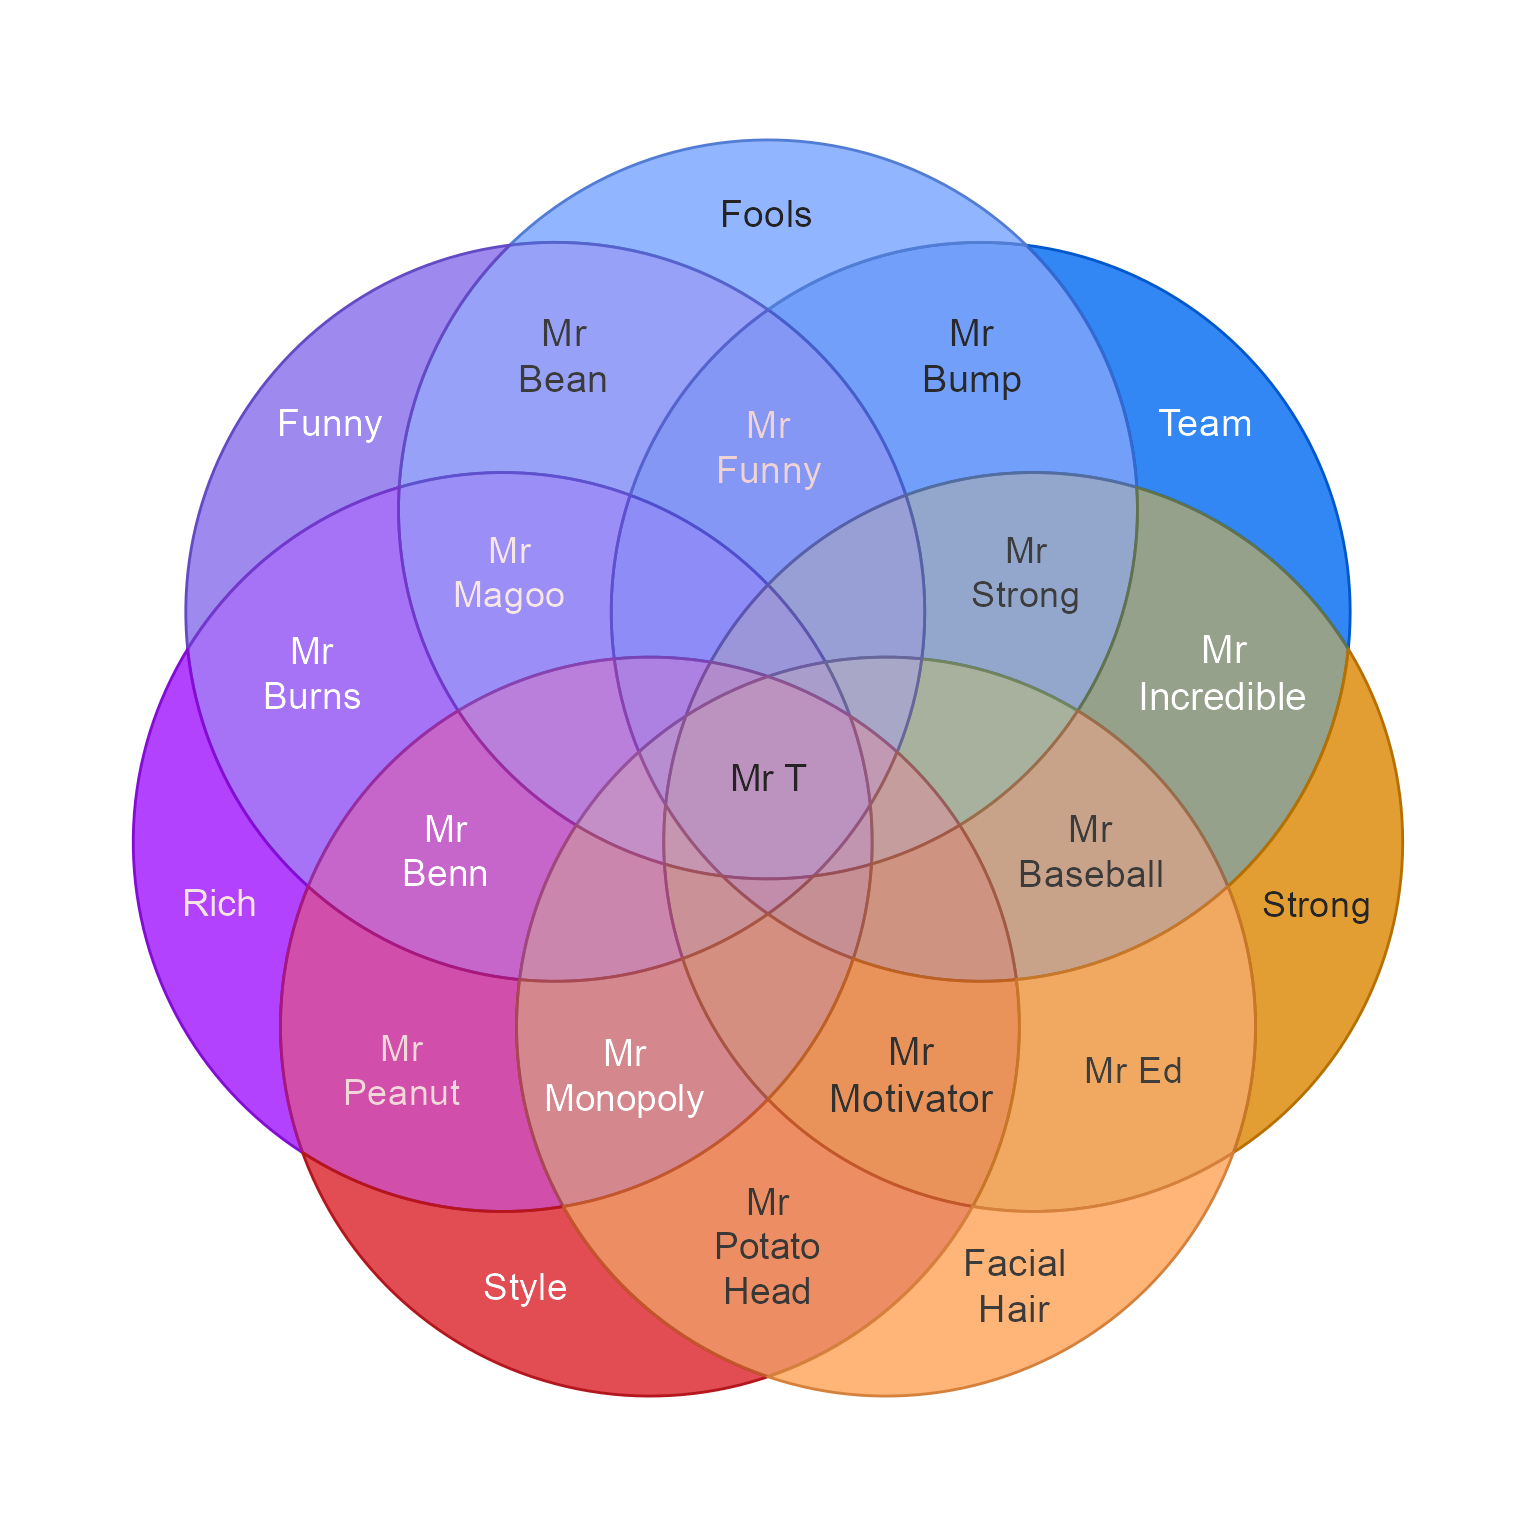 Fools
Mr
Bean
Mr
Bump
Funny
Mr
Funny
Team
Mr
Magoo
Mr
Strong
Mr
Burns
Mr
Incredible
Mr T
Mr
Benn
Mr
Baseball
Rich
Strong
Mr
Peanut
Mr
Monopoly
Mr
Motivator
Mr Ed
Mr
Potato
Head
Style
Facial
Hair